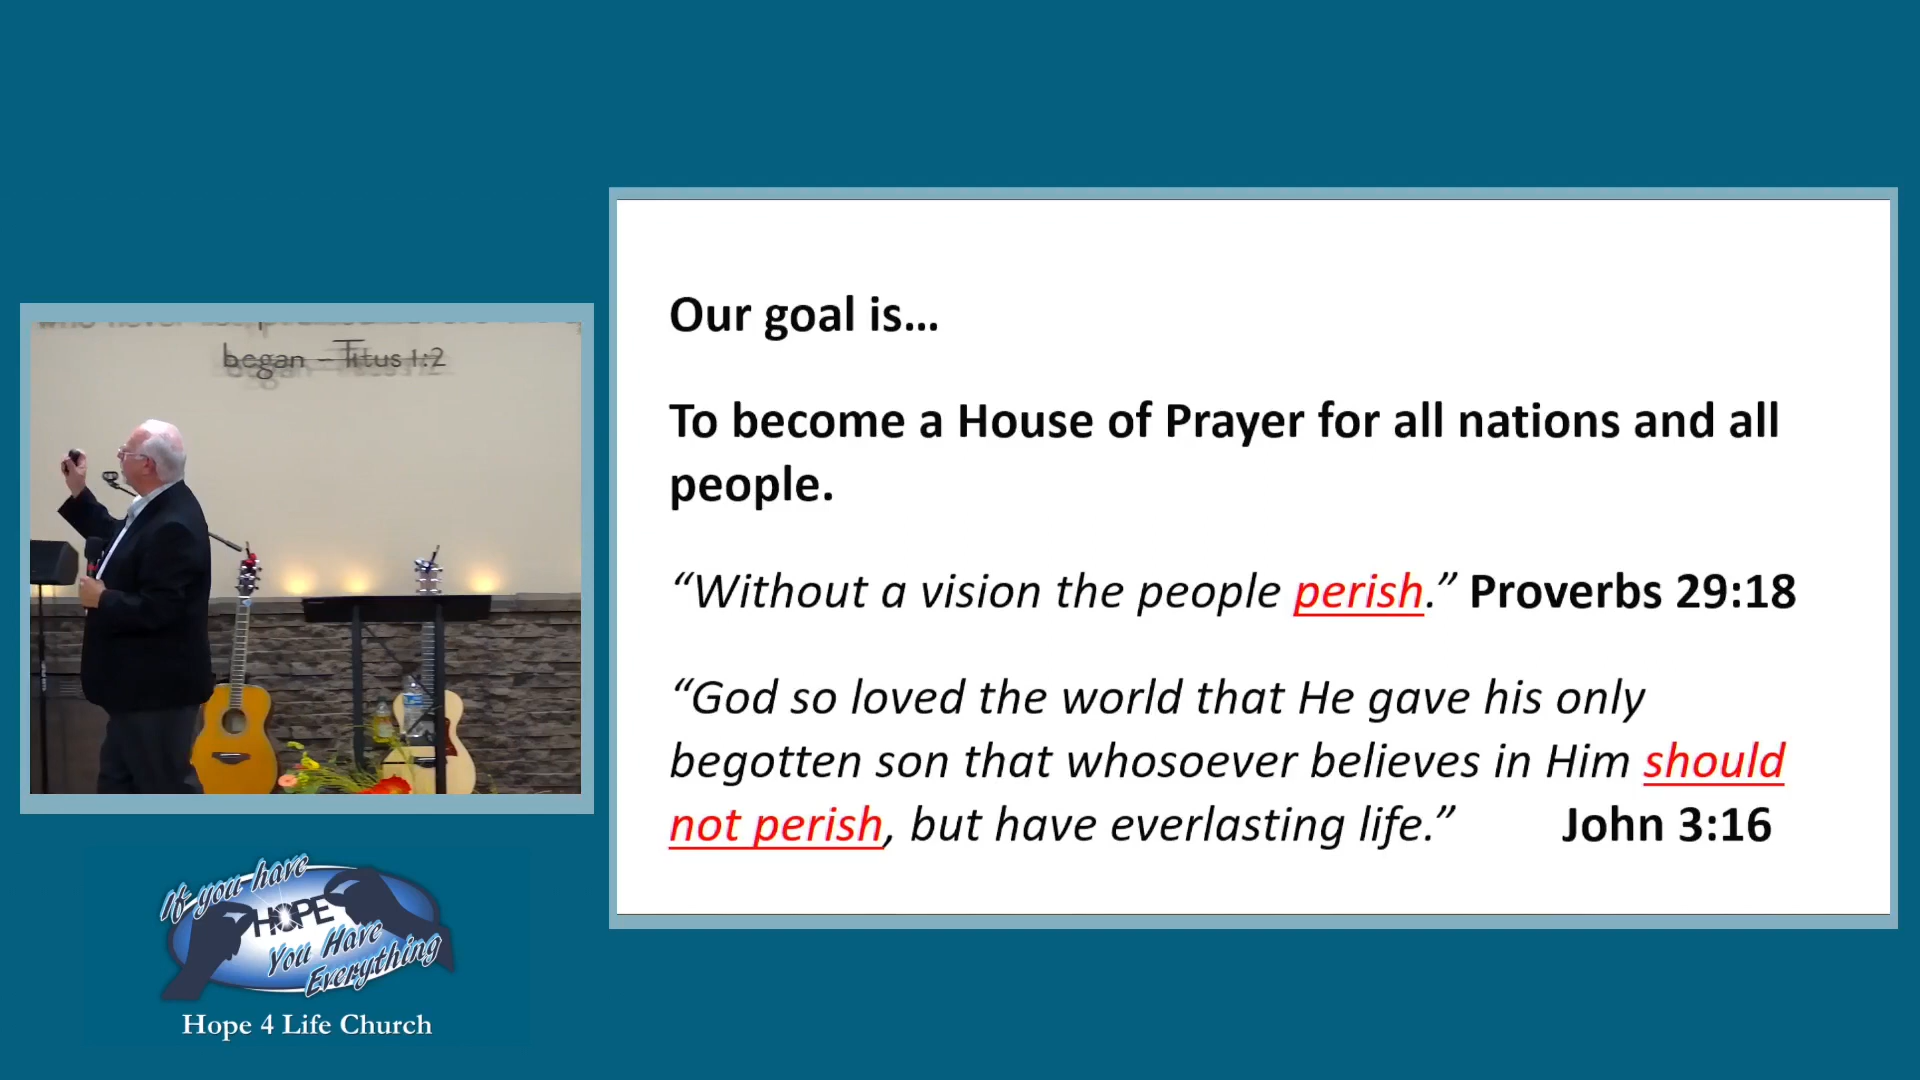 began - Titus 1:2
Our goal is...
To become a House of Prayer for all nations and all
people.
“Without a vision the people perish.” Proverbs 29:18
“God so loved the world that He gave his only
begotten son that whosoever believes in Him should
not perish, but have everlasting life.” John 3:16
If you have
HOPE
You Have
Everything
Hope 4 Life Church